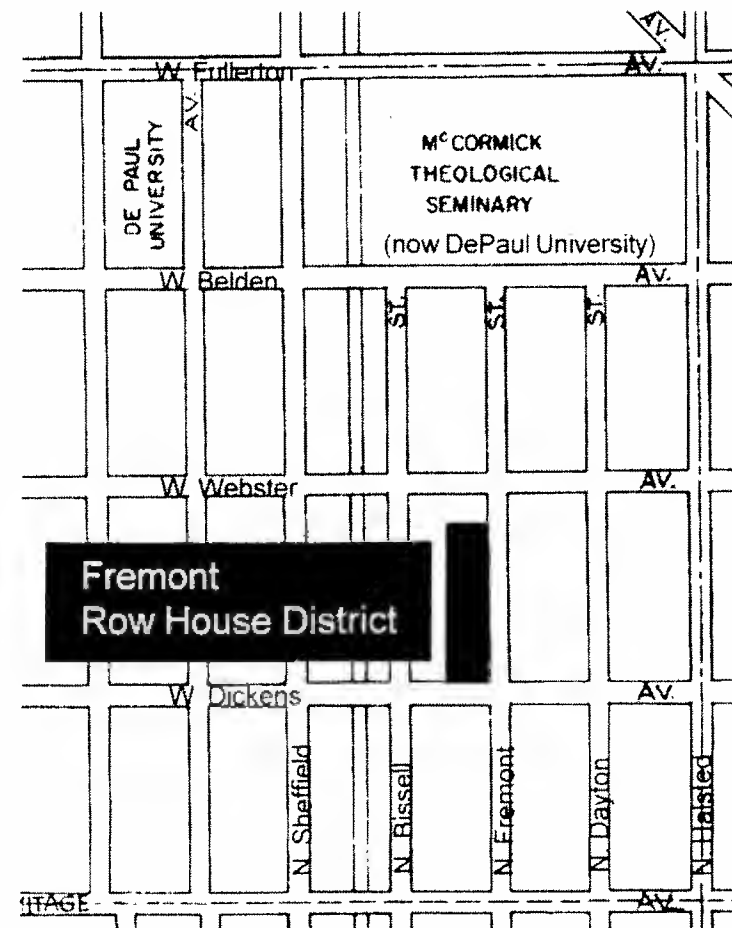 AV.
W. Fullerton
AV.
AV.
DE PAUL
UNIVERSITY
McCORMICK
THEOLOGICAL
SEMINARY
(now DePaul University)
W. Belden
AV.
ST.
ST.
ST.
W. Webster
AV.
Fremont
Row House District
W. Dickens
AV.
N. Sheffield
N. Bissell
N. Fremont
N. Dayton
N. Halsted
AV.